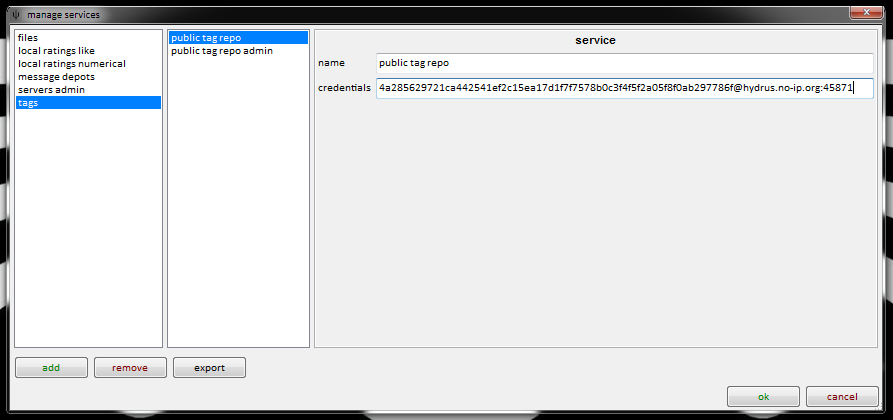 manage services
files
local ratings like
local ratings numerical
message depots
servers admin
tags
public tag repo
public tag repo admin
service
name public tag repo
credentials 4a285629721ca442541ef2c15ea17d1f7f7578b0c3f4f5f2a05f8f0ab297786f@hydrus.no-ip.org:45871
add remove export
ok cancel